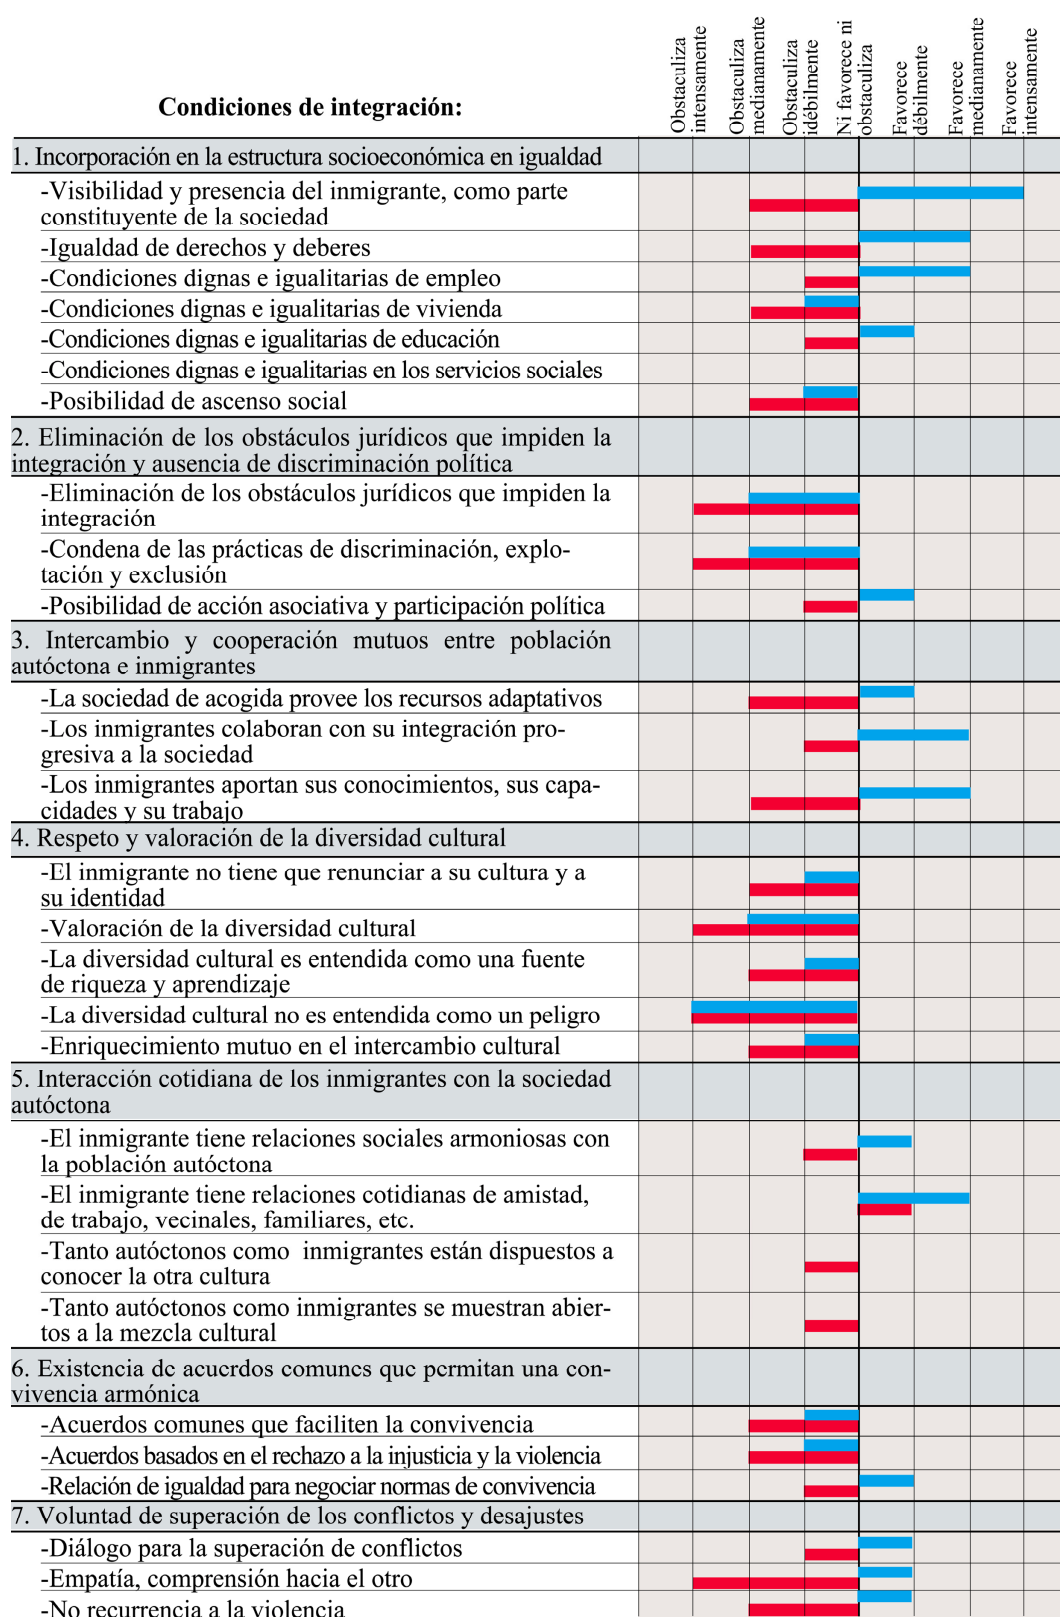 Obstaculiza
intensamente
Obstaculiza
medianamente
Obstaculiza
idébilmente
Ni favorece ni
obstaculiza
Favorece
débilmente
Favorece
medianamente
Favorece
intensamente
Condiciones de integración:
1. Incorporación en la estructura socioeconómica en igualdad
-Visibilidad y presencia del inmigrante, como parte
constituyente de la sociedad
-Igualdad de derechos y deberes
-Condiciones dignas e igualitarias de empleo
-Condiciones dignas e igualitarias de vivienda
-Condiciones dignas e igualitarias de educación
-Condiciones dignas e igualitarias en los servicios sociales
-Posibilidad de ascenso social
2. Eliminación de los obstáculos jurídicos que impiden la
integración y ausencia de discriminación política
-Eliminación de los obstáculos jurídicos que impiden la
integración
-Condena de las prácticas de discriminación, explo-
tación y exclusión
-Posibilidad de acción asociativa y participación política
3. Intercambio y cooperación mutuos entre población
autóctona e inmigrantes
-La sociedad de acogida provee los recursos adaptativos
-Los inmigrantes colaboran con su integración pro-
gresiva a la sociedad
-Los inmigrantes aportan sus conocimientos, sus capa-
cidades y su trabajo
4. Respeto y valoración de la diversidad cultural
-El inmigrante no tiene que renunciar a su cultura y a
su identidad
-Valoración de la diversidad cultural
-La diversidad cultural es entendida como una fuente
de riqueza y aprendizaje
-La diversidad cultural no es entendida como un peligro
-Enriquecimiento mutuo en el intercambio cultural
5. Interacción cotidiana de los inmigrantes con la sociedad
autóctona
-El inmigrante tiene relaciones sociales armoniosas con
la población autóctona
-El inmigrante tiene relaciones cotidianas de amistad,
de trabajo, vecinales, familiares, etc.
-Tanto autóctonos como inmigrantes están dispuestos a
conocer la otra cultura
-Tanto autóctonos como inmigrantes se muestran abier-
tos a la mezcla cultural
6. Existencia de acuerdos comunes que permitan una con-
vivencia armónica
-Acuerdos comunes que faciliten la convivencia
-Acuerdos basados en el rechazo a la injusticia y la violencia
-Relación de igualdad para negociar normas de convivencia
7. Voluntad de superación de los conflictos y desajustes
-Diálogo para la superación de conflictos
-Empatía, comprensión hacia el otro
-No recurrencia a la violencia